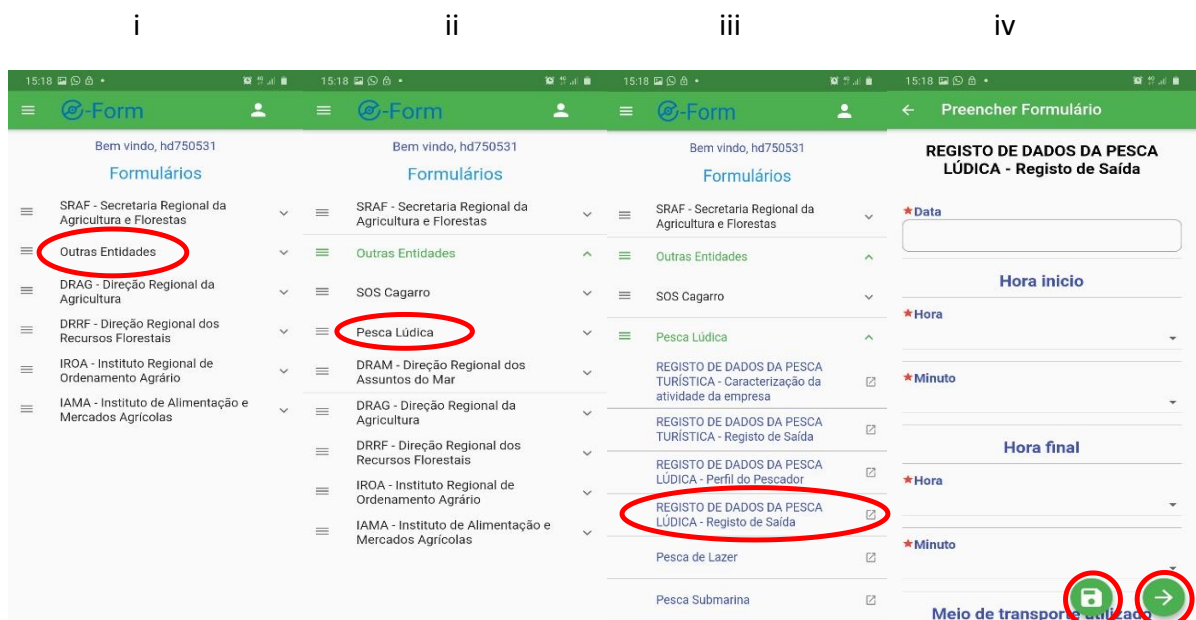 i
ii
iii
iv
15:18
-Form
Bem vindo, hd750531
Formulários
SRAF - Secretaria Regional da
Agricultura e Florestas
Outras Entidades
DRAG - Direção Regional da
Agricultura
DRRF - Direção Regional dos
Recursos Florestais
IROA - Instituto Regional de
Ordenamento Agrário
IAMA - Instituto de Alimentação e
Mercados Agrícolas
15:18
-Form
Bem vindo, hd750531
Formulários
SRAF - Secretaria Regional da
Agricultura e Florestas
Outras Entidades
SOS Cagarro
Pesca Lúdica
DRAM - Direção Regional dos
Assuntos do Mar
DRAG - Direção Regional da
Agricultura
DRRF - Direção Regional dos
Recursos Florestais
IROA - Instituto Regional de
Ordenamento Agrário
IAMA - Instituto de Alimentação e
Mercados Agrícolas
15:18
-Form
Bem vindo, hd750531
Formulários
SRAF - Secretaria Regional da
Agricultura e Florestas
Outras Entidades
SOS Cagarro
Pesca Lúdica
REGISTO DE DADOS DA PESCA
TURÍSTICA - Caracterização da
atividade da empresa
REGISTO DE DADOS DA PESCA
TURÍSTICA - Registo de Saída
REGISTO DE DADOS DA PESCA
LÚDICA - Perfil do Pescador
REGISTO DE DADOS DA PESCA
LÚDICA - Registo de Saída
Pesca de Lazer
Pesca Submarina
15:18
Preencher Formulário
REGISTO DE DADOS DA PESCA
LÚDICA - Registo de Saída
*Data
Hora inicio
*Hora
*Minuto
Hora final
*Hora
*Minuto
Meio de transporte utilizado